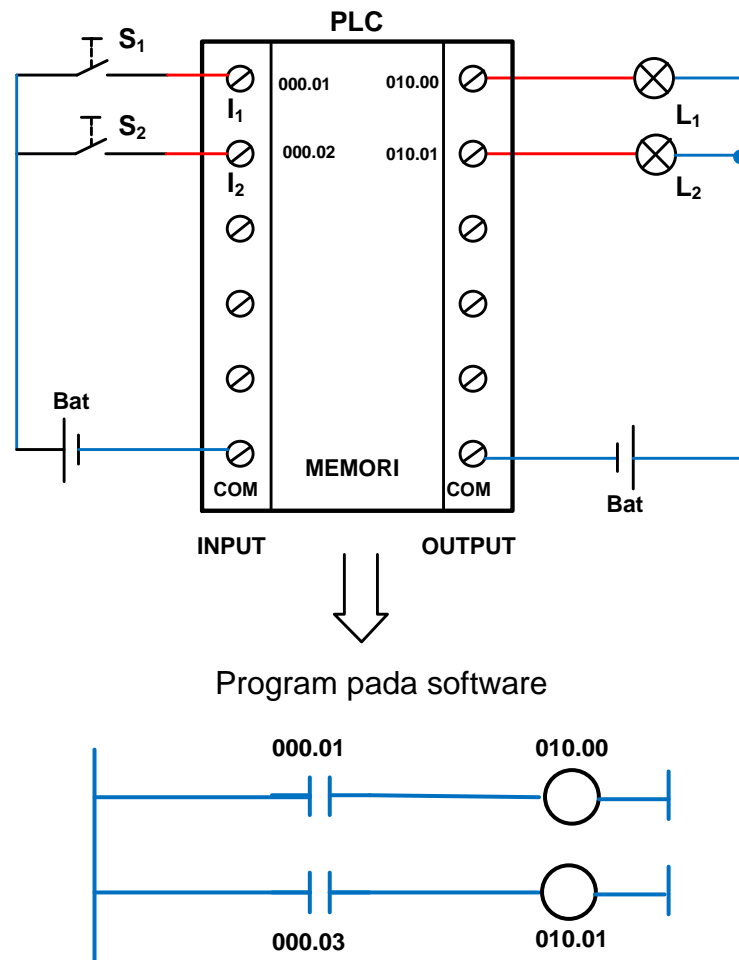 PLC
S₁
000.01 010.00
I₁
L₁
S₂
000.02 010.01
I₂
L₂
Bat
MEMORI
COM COM
Bat
INPUT OUTPUT
Program pada software
000.01 010.00
000.03 010.01